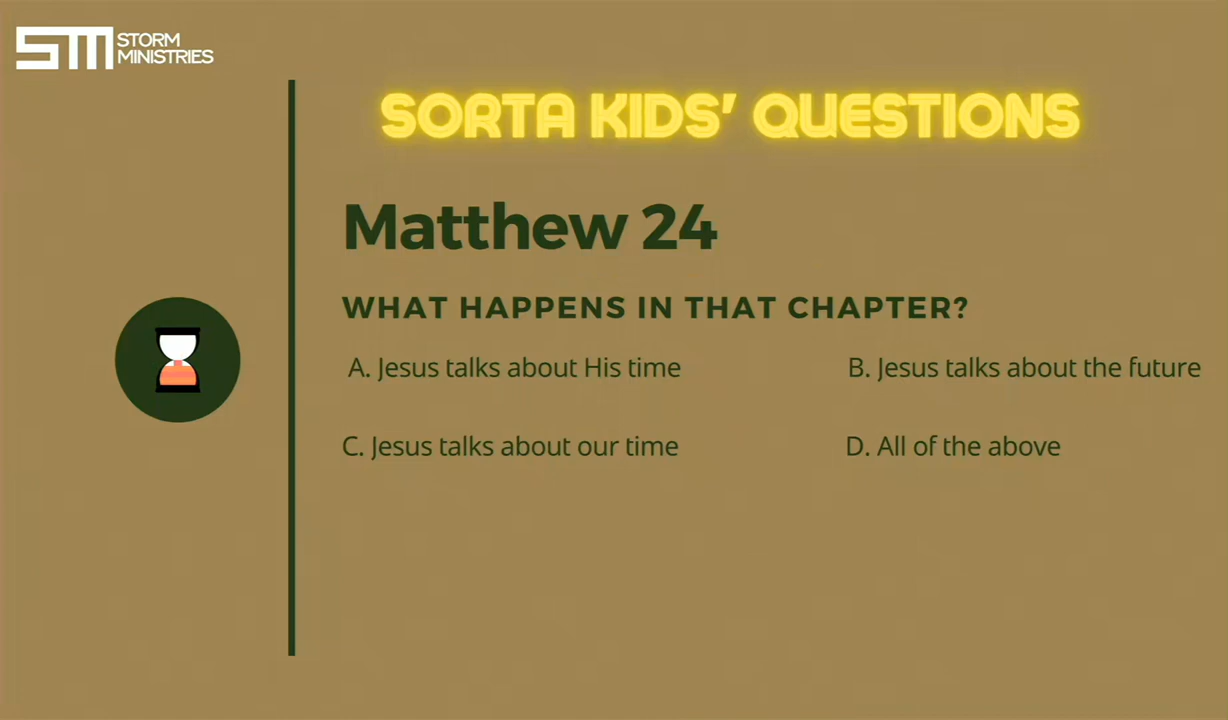 STM STORM
MINISTRIES
SORTA KIDS' QUESTIONS
Matthew 24
WHAT HAPPENS IN THAT CHAPTER?
A. Jesus talks about His time
B. Jesus talks about the future
C. Jesus talks about our time
D. All of the above